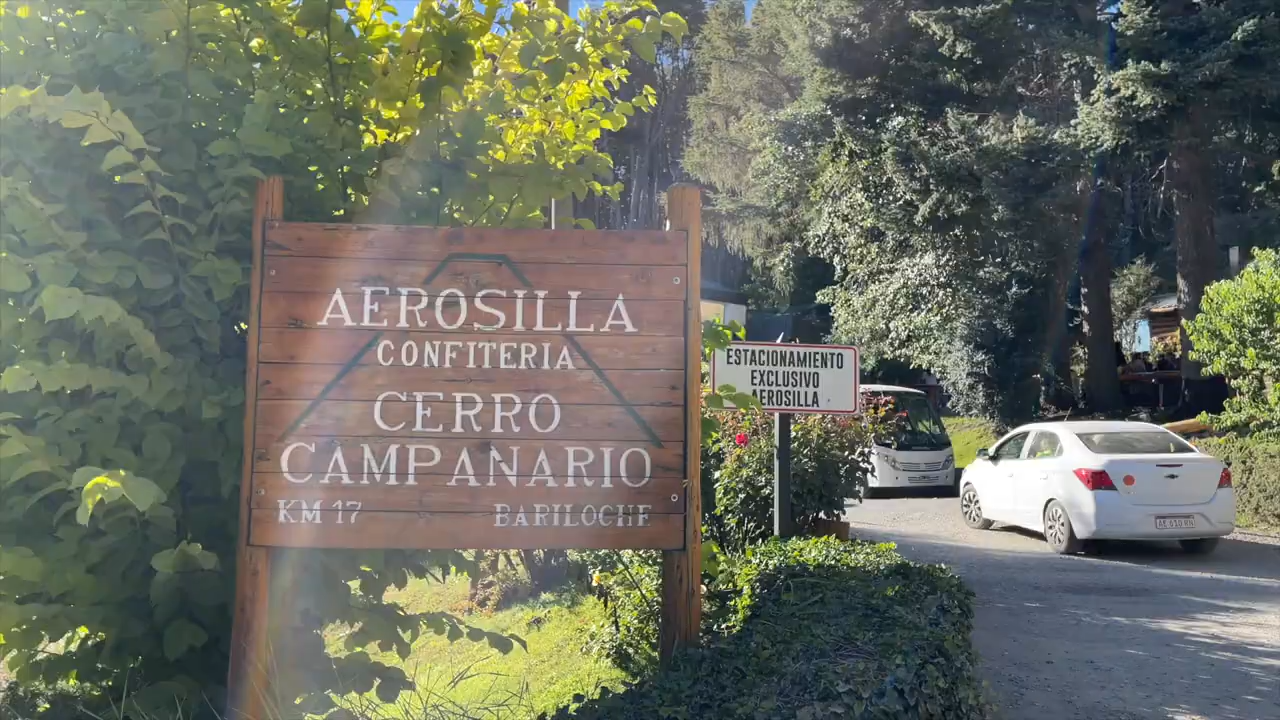 AEROSILLA
CONFITERIA
CERRO
CAMPANARIO
KM 17 BARILOCHE
ESTACIONAMIENTO
EXCLUSIVO
AEROSILLA